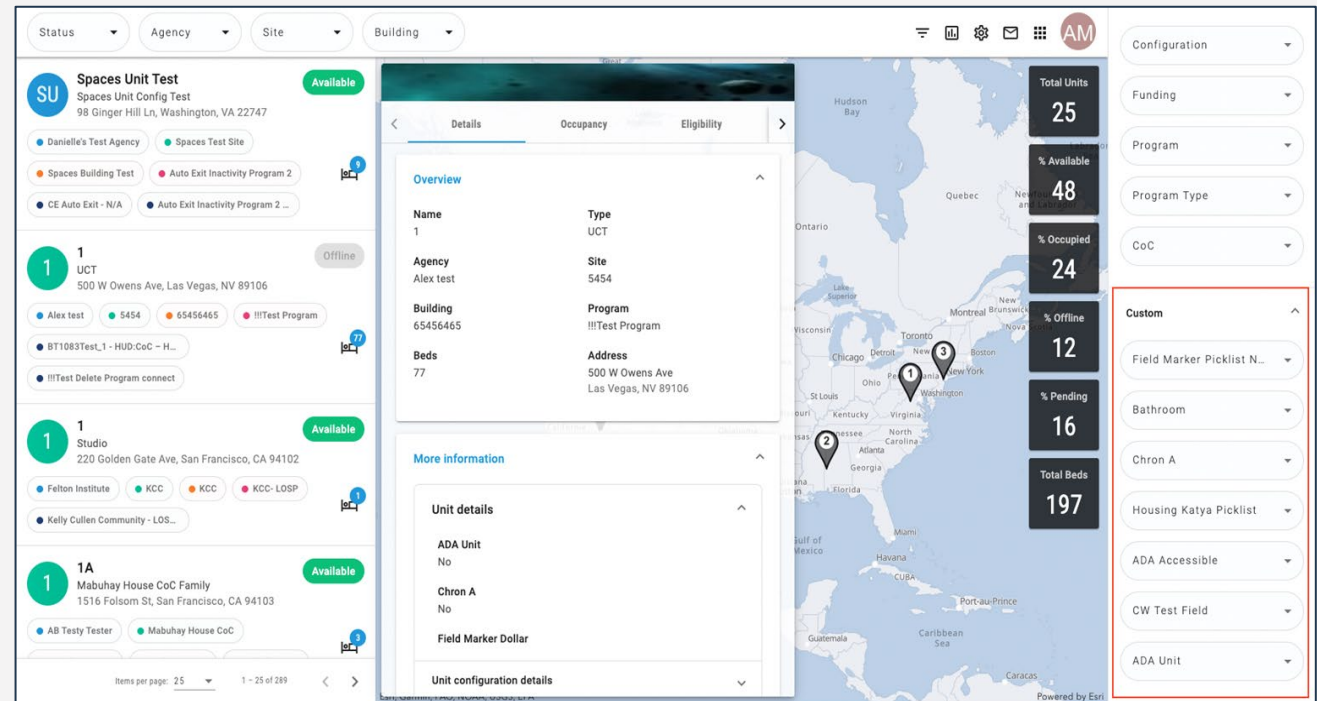 Status
Agency
Site
Building
AM
SU
Spaces Unit Test
Available
Spaces Unit Config Test
98 Ginger Hill Ln, Washington, VA 22747
Danielle's Test Agency
Spaces Test Site
Spaces Building Test
Auto Exit Inactivity Program 2
9
CE Auto Exit - N/A
Auto Exit Inactivity Program 2 ...
1
1
Offline
UCT
500 W Owens Ave, Las Vegas, NV 89106
Alex test
5454
65456465
!!!Test Program
BT1083Test_1 - HUD:CoC – H...
77
!!!Test Delete Program connect
1
1
Available
Studio
220 Golden Gate Ave, San Francisco, CA 94102
Felton Institute
KCC
KCC
KCC- LOSP
1
Kelly Cullen Community - LOS...
1
1A
Available
Mabuhay House CoC Family
1516 Folsom St, San Francisco, CA 94103
AB Testy Tester
Mabuhay House CoC
3
Items per page: 25
1 – 25 of 289
Details
Occupancy
Eligibility
Overview
Name
1
Type
UCT
Agency
Alex test
Site
5454
Building
65456465
Program
!!!Test Program
Beds
77
Address
500 W Owens Ave
Las Vegas, NV 89106
More information
Unit details
ADA Unit
No
Chron A
No
Field Marker Dollar
Unit configuration details
Great
Hudson
Bay
Quebec
Ontario
Lake
Superior
Montreal
New
Brunswick
Nova
Wisconsin
Toronto
Chicago
Detroit
New
Boston
New York
3
1
Ohio
Washington
St Louis
Kentucky
Virginia
2
North
Carolina
Atlanta
Georgia
Florida
Miami
Gulf of
Mexico
Havana
CUBA
Port-au-Prince
Guatemala
Caribbean
Sea
Caracas
Powered by Esri
Total Units
25
% Available
48
% Occupied
24
% Offline
12
% Pending
16
Total Beds
197
Configuration
Funding
Program
Program Type
CoC
Custom
Field Marker Picklist N...
Bathroom
Chron A
Housing Katya Picklist
ADA Accessible
CW Test Field
ADA Unit